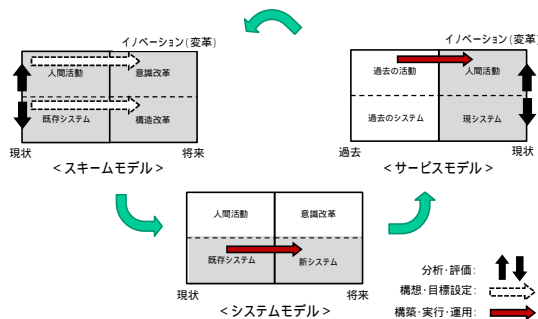 イノベーション(変革)
人間活動
意識改革
既存システム
構造改革
現状
将来
<スキームモデル>
イノベーション(変革)
過去の活動
人間活動
過去のシステム
現システム
過去
現状
<サービスモデル>
人間活動
意識改革
既存システム
新システム
現状
将来
<システムモデル>
分析・評価:
構想・目標設定:
構築・実行・運用: